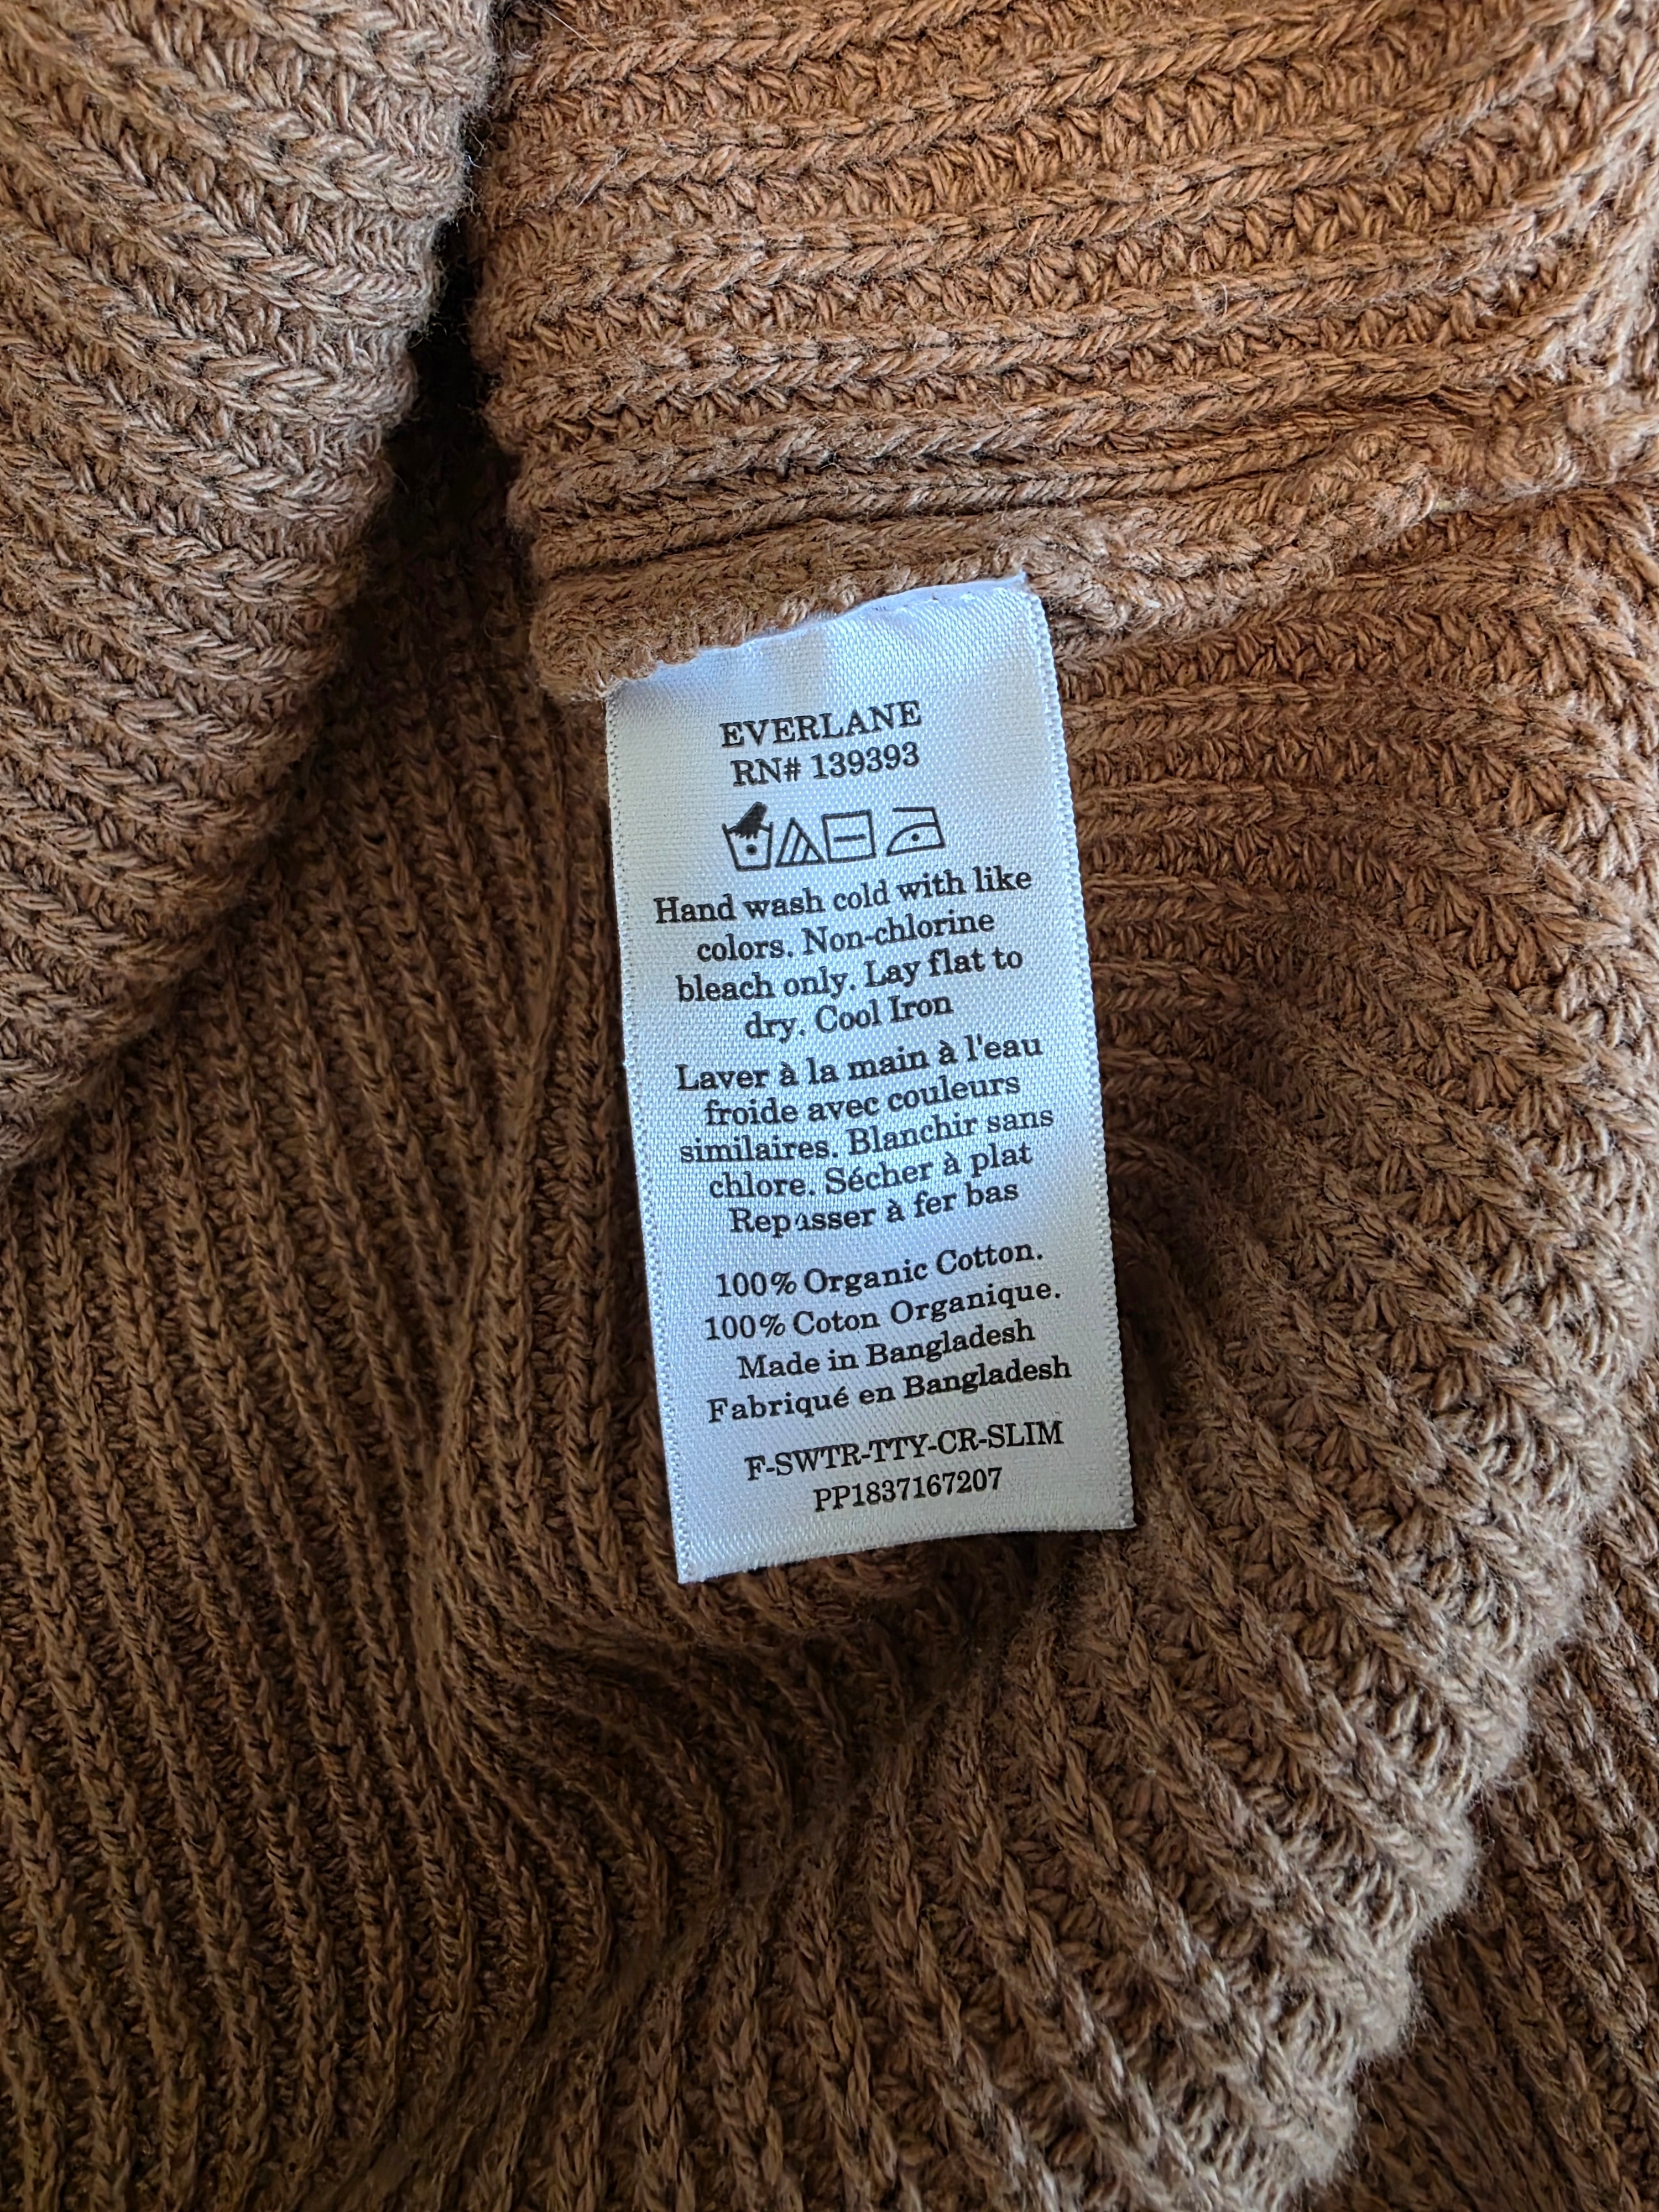 EVERLANE
RN# 139393
Hand wash cold with like
colors. Non-chlorine
bleach only. Lay flat to
dry. Cool Iron
Laver à la main à l'eau
froide avec couleurs
similaires. Blanchir sans
chlore. Sécher à plat
Repasser à fer bas
100% Organic Cotton.
100% Coton Organique.
Made in Bangladesh
Fabriqué en Bangladesh
F-SWTR-TTY-CR-SLIM
PP1837167207